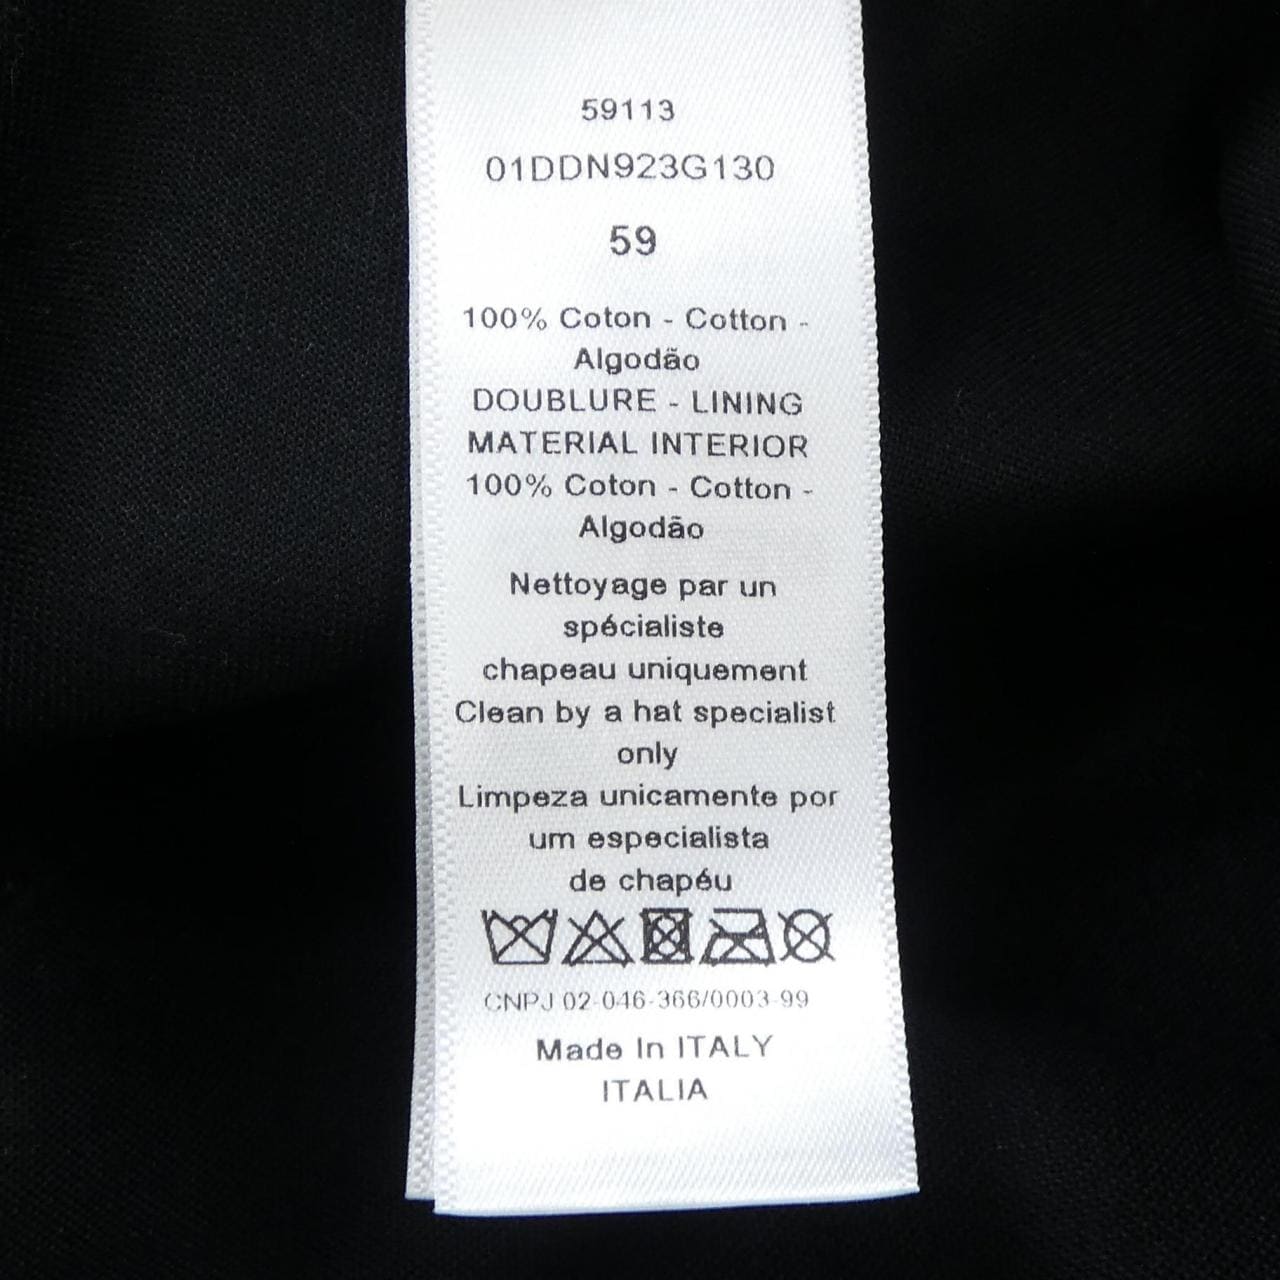 59113
01DDN923G130
59
100% Coton - Cotton -
Algodão
DOUBLURE - LINING
MATERIAL INTERIOR
100% Coton - Cotton -
Algodão
Nettoyage par un
spécialiste
chapeau uniquement
Clean by a hat specialist
only
Limpeza unicamente por
um especialista
de chapéu
CNPJ 02-046-366/0003-99
Made In ITALY
ITALIA